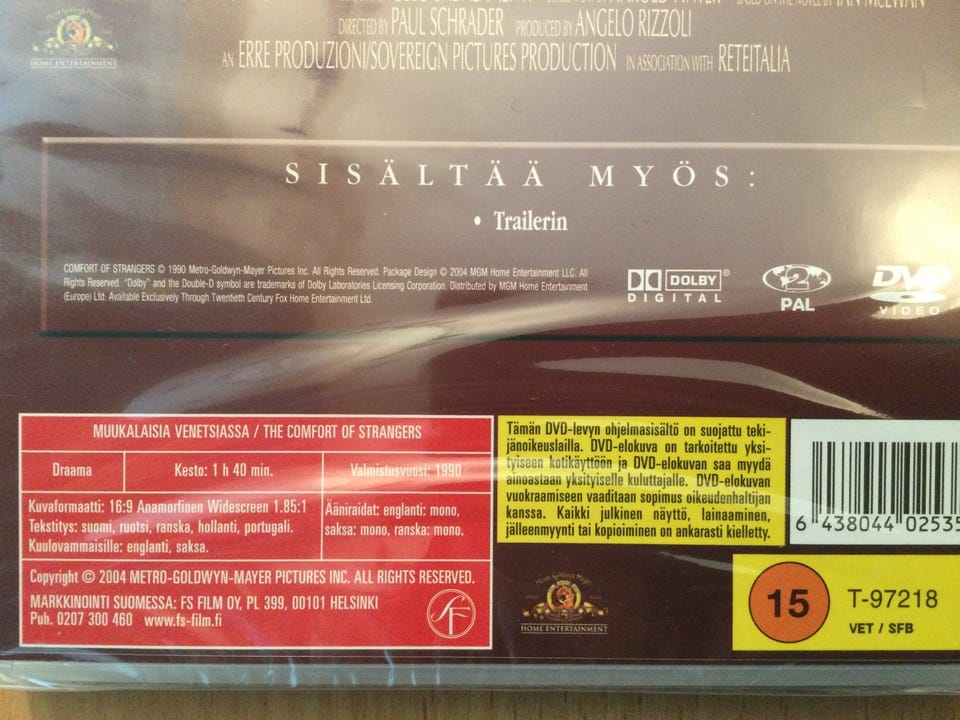 DIRECTED BY PAUL SCHRADER PRODUCED BY ANGELO RIZZOLI
AN ERRE PRODUZIONI/SOVEREIGN PICTURES PRODUCTION IN ASSOCIATION WITH RETEITALIA
HOME ENTERTAINMENT
SISÄLTÄÄ MYÖS:
• Trailerin
COMFORT OF STRANGERS © 1990 Metro-Goldwyn-Mayer Pictures Inc. All Rights Reserved. Package Design © 2004 MGM Home Entertainment LLC. All
Rights Reserved. "Dolby" and the Double-D symbol are trademarks of Dolby Laboratories Licensing Corporation. Distributed by MGM Home Entertainment
(Europe) Ltd. Available Exclusively Through Twentieth Century Fox Home Entertainment Ltd.
DOLBY®
DIGITAL
2
PAL
DVD
VIDEO
MUUKALAISIA VENETSIASSA / THE COMFORT OF STRANGERS
Draama
Kesto: 1 h 40 min.
Valmistusvuosi: 1990
Kuvaformaatti: 16:9 Anamorfinen Widescreen 1.85:1
Tekstitys: suomi, ruotsi, ranska, hollanti, portugali.
Kuulovammaisille: englanti, saksa.
Ääniraidat: englanti: mono,
saksa: mono, ranska: mono.
Copyright © 2004 METRO-GOLDWYN-MAYER PICTURES INC. ALL RIGHTS RESERVED.
MARKKINOINTI SUOMESSA: FS FILM OY, PL 399, 00101 HELSINKI
Puh. 0207 300 460 www.fs-film.fi
SF
Tämän DVD-levyn ohjelmasisältö on suojattu teki-
jänoikeuslailla. DVD-elokuva on tarkoitettu yksi-
tyiseen kotikäyttöön ja DVD-elokuvan saa myydä
ainoastaan yksityiselle kuluttajalle. DVD-elokuvan
vuokraamiseen vaaditaan sopimus oikeudenhaltijan
kanssa. Kaikki julkinen näyttö, lainaaminen,
jälleenmyynti tai kopioiminen on ankarasti kielletty.
6 438044 02535
HOME ENTERTAINMENT
15
T-97218
VET / SFB